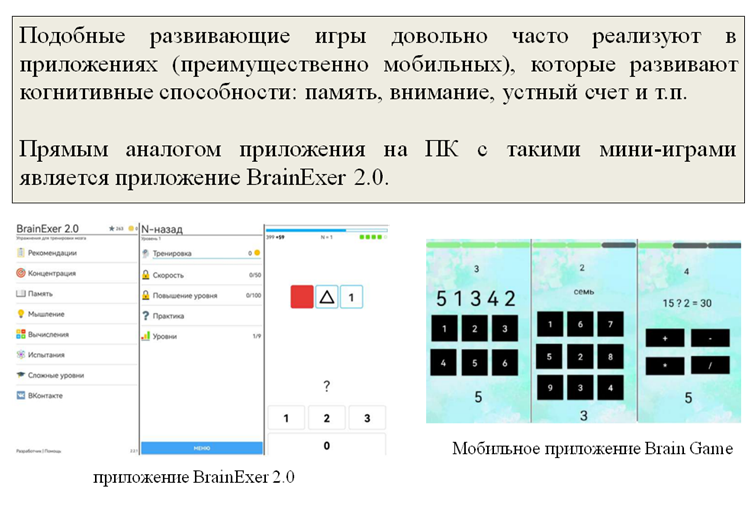 Подобные развивающие игры довольно часто реализуют в
приложениях (преимущественно мобильных), которые развивают
когнитивные способности: память, внимание, устный счет и т.п.
Прямым аналогом приложения на ПК с такими мини-играми
является приложение BrainExer 2.0.
BrainExer 2.0
Упражнения для тренировки мозга
Рекомендации
Концентрация
Память
Мышление
Вычисления
Испытания
Сложные уровни
ВКонтакте
Разработчик | Помощь
N-назад
Уровень 1
Тренировка 0
Скорость 0/50
Повышение уровня 0/100
Практика
Уровни 1/9
МЕНЮ
N = 1
1
?
1 2 3
0
3
5 1 3 4 2
1 2 3
4 5 6
5
2
семь
1 6 7
5 2 8
9 3 4
3
4
15 ? 2 = 30
+ -
* /
5
приложение BrainExer 2.0
Мобильное приложение Brain Game